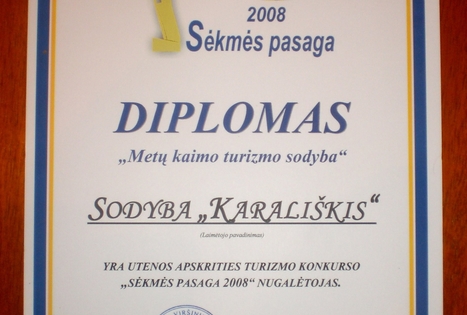 2008
Sėkmės pasaga
DIPLOMAS
„Metų kaimo turizmo sodyba“
SODYBA „KARALIŠKIS“
(Laimėtojo pavadinimas)
YRA UTENOS APSKRITIES TURIZMO KONKURSO
„SĖKMĖS PASAGA 2008“ NUGALĖTOJAS.